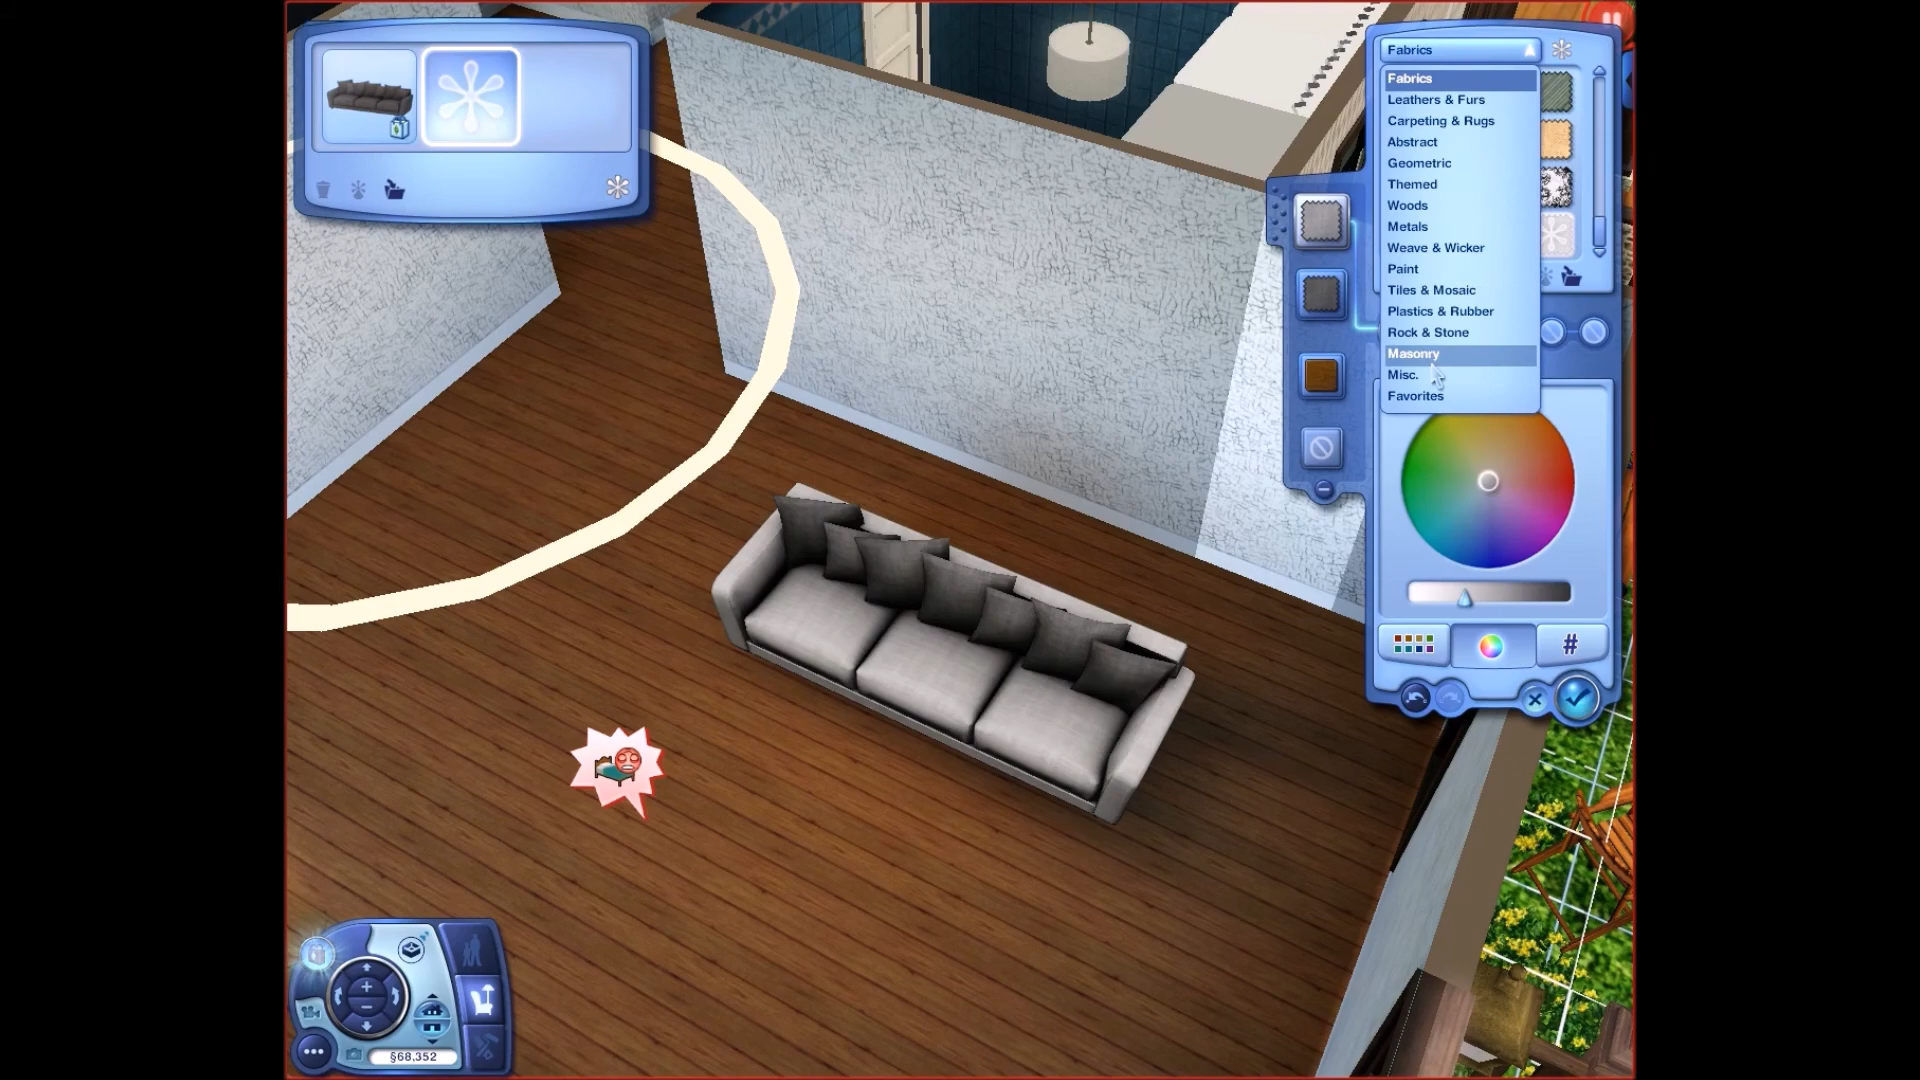 Fabrics
Fabrics
Leathers & Furs
Carpeting & Rugs
Abstract
Geometric
Themed
Woods
Metals
Weave & Wicker
Paint
Tiles & Mosaic
Plastics & Rubber
Rock & Stone
Masonry
Misc.
Favorites
#
§68,352